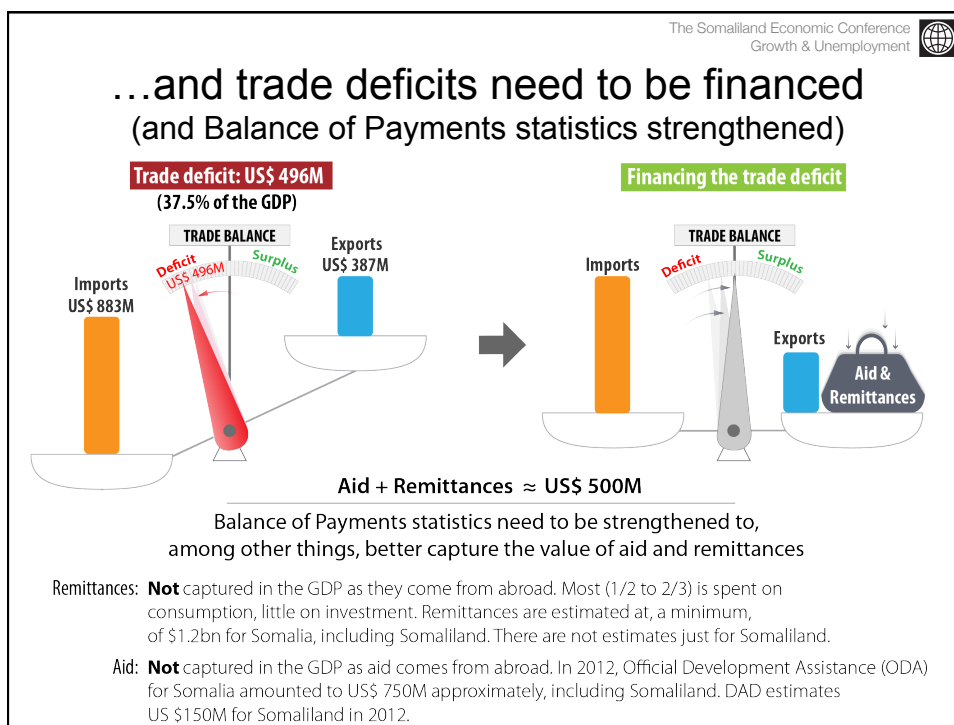 The Somaliland Economic Conference
Growth & Unemployment
…and trade deficits need to be financed
(and Balance of Payments statistics strengthened)
Trade deficit: US$ 496M
(37.5% of the GDP)
TRADE BALANCE
Deficit
US$ 496M
Surplus
Imports
US$ 883M
Exports
US$ 387M
Financing the trade deficit
TRADE BALANCE
Deficit
Surplus
Imports
Exports
Aid &
Remittances
Aid + Remittances ≈ US$ 500M
Balance of Payments statistics need to be strengthened to,
among other things, better capture the value of aid and remittances
Remittances: Not captured in the GDP as they come from abroad. Most (1/2 to 2/3) is spent on
consumption, little on investment. Remittances are estimated at, a minimum,
of $1.2bn for Somalia, including Somaliland. There are not estimates just for Somaliland.
Aid: Not captured in the GDP as aid comes from abroad. In 2012, Official Development Assistance (ODA)
for Somalia amounted to US$ 750M approximately, including Somaliland. DAD estimates
US $150M for Somaliland in 2012.